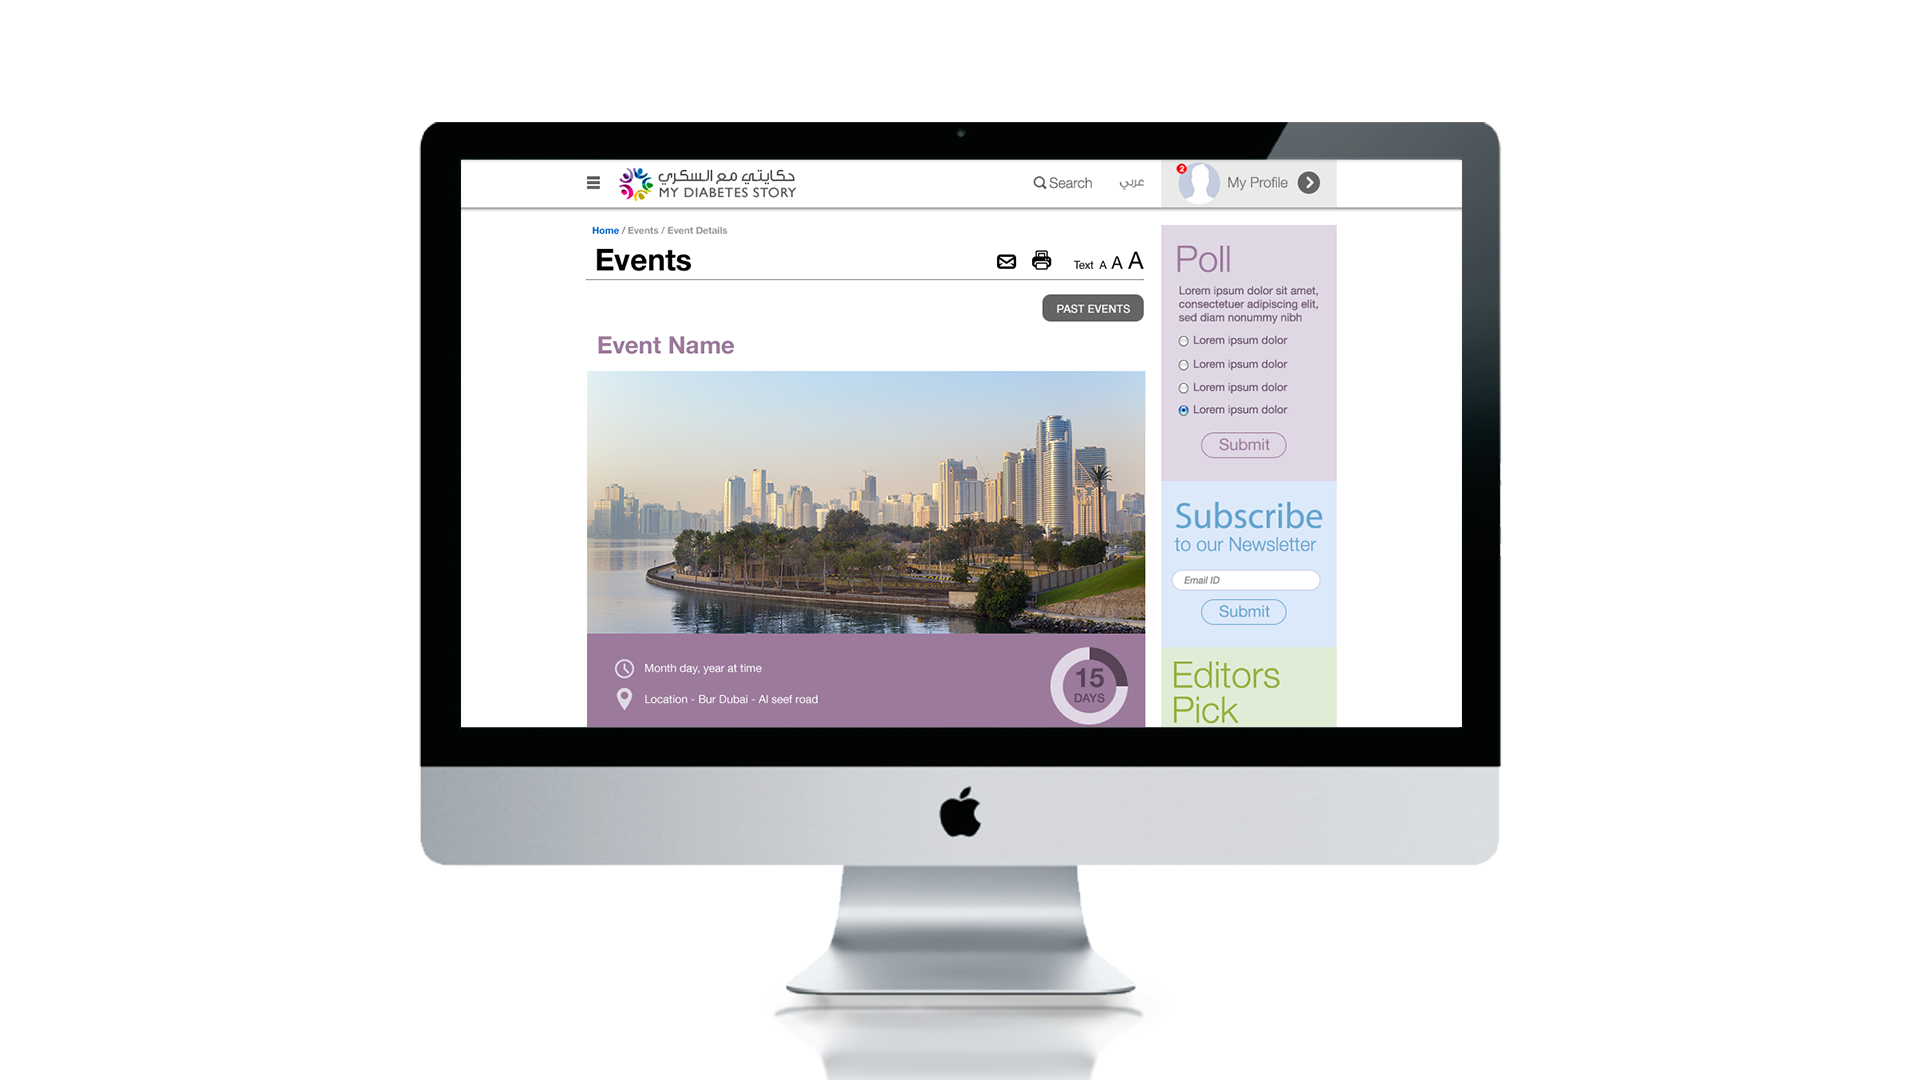 حكايتي مع السكري
MY DIABETES STORY
Search
عربي
2
My Profile
Home / Events / Event Details
Events
Text A A A
PAST EVENTS
Event Name
Month day, year at time
Location - Bur Dubai - Al seef road
15
DAYS
Poll
Lorem ipsum dolor sit amet,
consectetuer adipiscing elit,
sed diam nonummy nibh
Lorem ipsum dolor
Lorem ipsum dolor
Lorem ipsum dolor
Lorem ipsum dolor
Submit
Subscribe
to our Newsletter
Email ID
Submit
Editors
Pick